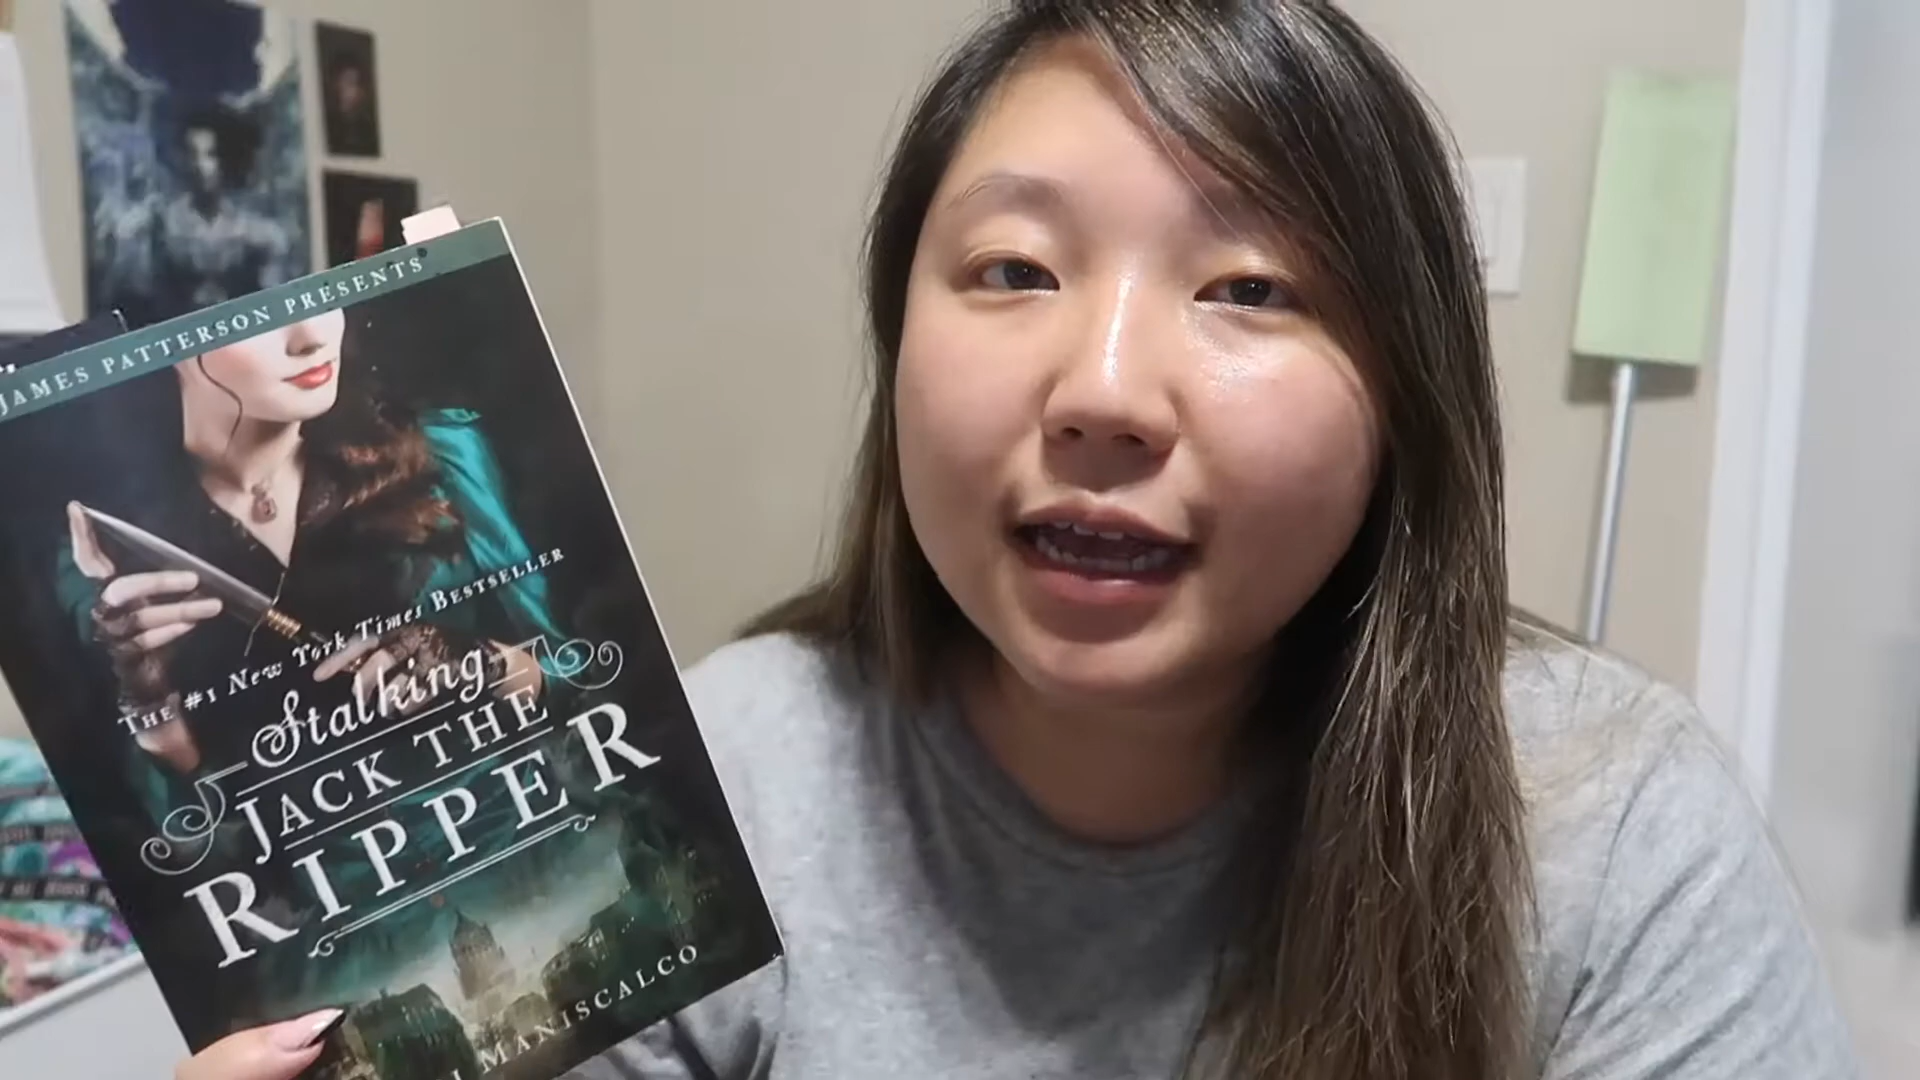 JAMES PATTERSON PRESENTS
THE #1 New York Times BESTSELLER
Stalking
JACK THE
RIPPER
MANISCALCO